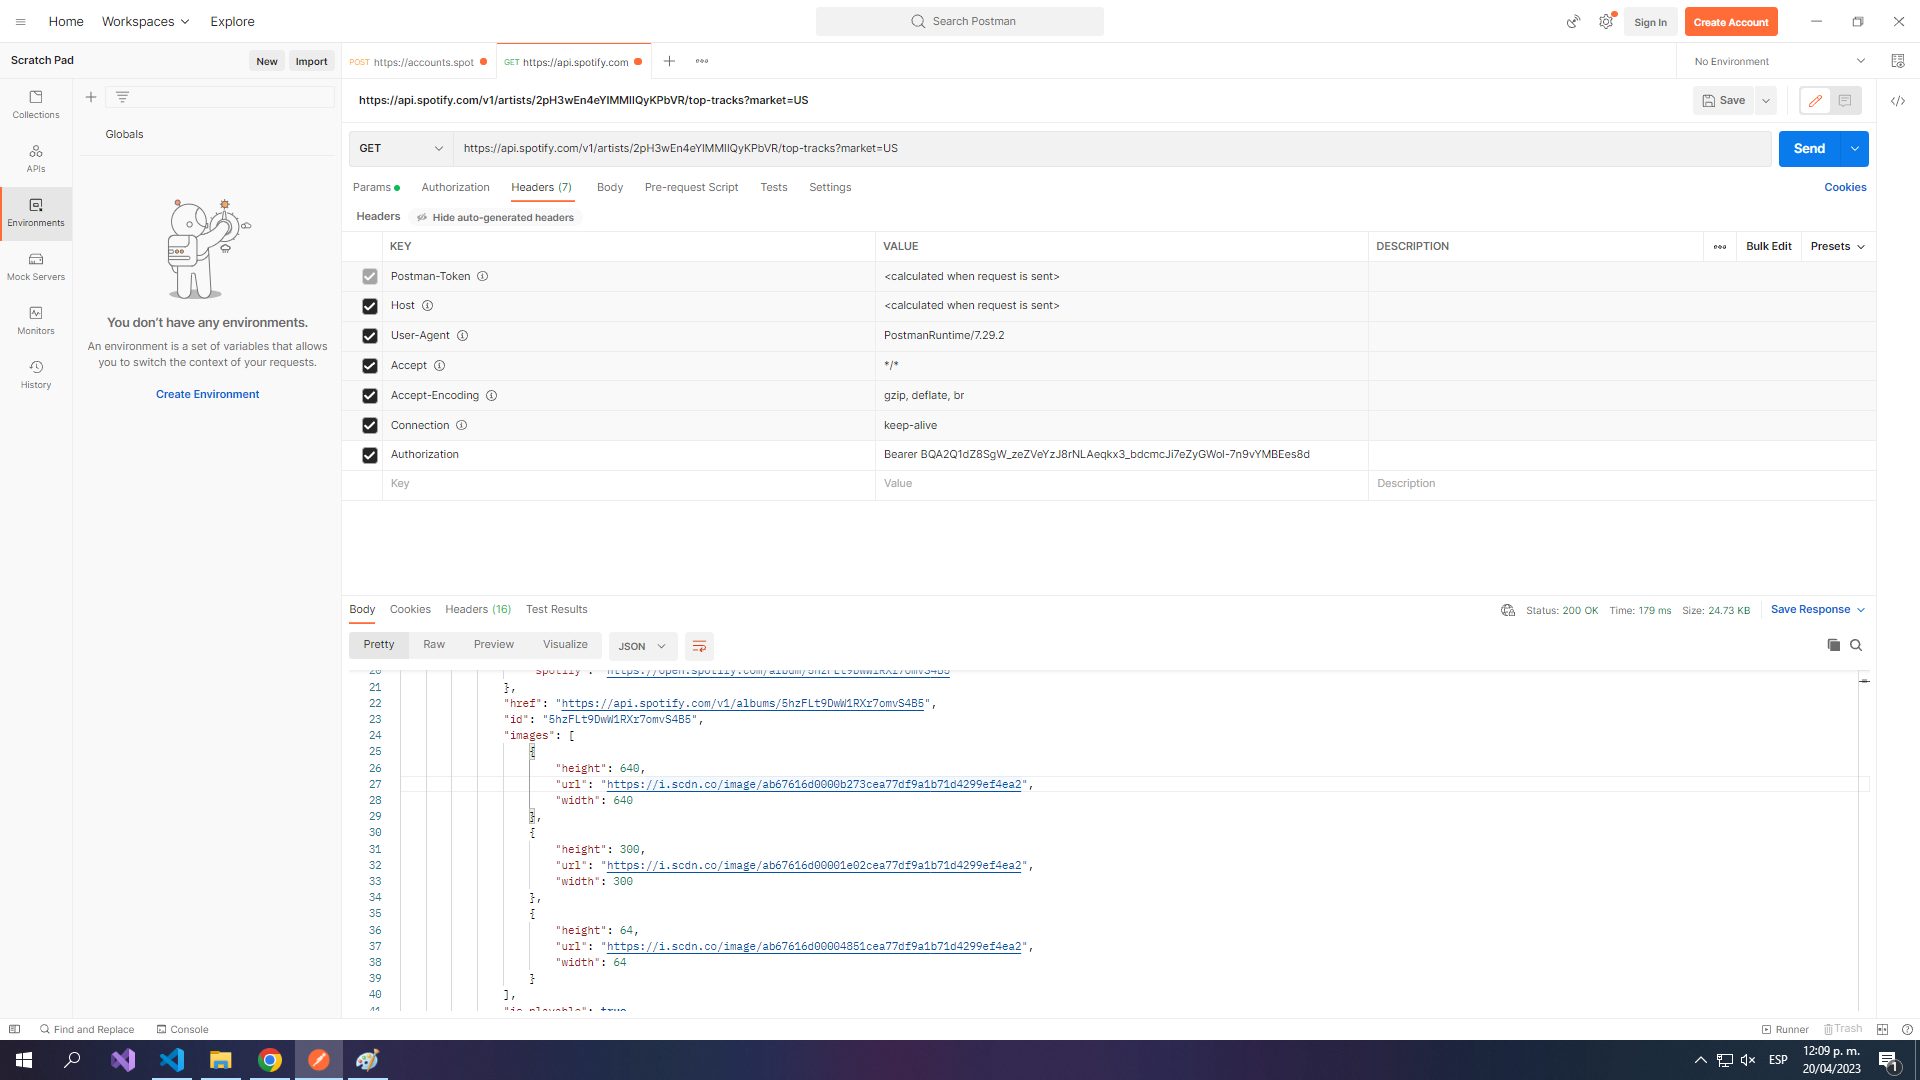 Home Workspaces Explore
Search Postman
Sign In Create Account
Scratch Pad New Import
POST https://accounts.spot GET https://api.spotify.com
No Environment
Collections
APIs
Environments
Mock Servers
Monitors
History
Globals
You don't have any environments.
An environment is a set of variables that allows
you to switch the context of your requests.
Create Environment
https://api.spotify.com/v1/artists/2pH3wEn4eYlMMIIQyKPbVR/top-tracks?market=US
Save
GET https://api.spotify.com/v1/artists/2pH3wEn4eYlMMIIQyKPbVR/top-tracks?market=US
Send
Params Authorization Headers (7) Body Pre-request Script Tests Settings Cookies
Headers Hide auto-generated headers
KEY VALUE DESCRIPTION Bulk Edit Presets
Postman-Token <calculated when request is sent>
Host <calculated when request is sent>
User-Agent PostmanRuntime/7.29.2
Accept */*
Accept-Encoding gzip, deflate, br
Connection keep-alive
Authorization Bearer BQA2Q1dZ8SgW_zeZVeYzJ8rNLAeqkx3_bdcmcJi7eZyGWol-7n9vYMBEes8d
Key Value Description
Body Cookies Headers (16) Test Results
Status: 200 OK Time: 179 ms Size: 24.73 KB Save Response
Pretty Raw Preview Visualize JSON
20 "spotify": "https://open.spotify.com/album/5hzFLt9DwW1RXr7omvS4B5"
21 },
22 "href": "https://api.spotify.com/v1/albums/5hzFLt9DwW1RXr7omvS4B5",
23 "id": "5hzFLt9DwW1RXr7omvS4B5",
24 "images": [
25 {
26 "height": 640,
27 "url": "https://i.scdn.co/image/ab67616d0000b273cea77df9a1b71d4299ef4ea2",
28 "width": 640
29 },
30 {
31 "height": 300,
32 "url": "https://i.scdn.co/image/ab67616d00001e02cea77df9a1b71d4299ef4ea2",
33 "width": 300
34 },
35 {
36 "height": 64,
37 "url": "https://i.scdn.co/image/ab67616d00004851cea77df9a1b71d4299ef4ea2",
38 "width": 64
39 }
40 ],
41 "is_playable": true
Find and Replace Console
Runner Trash
ESP
12:09 p. m.
20/04/2023
1